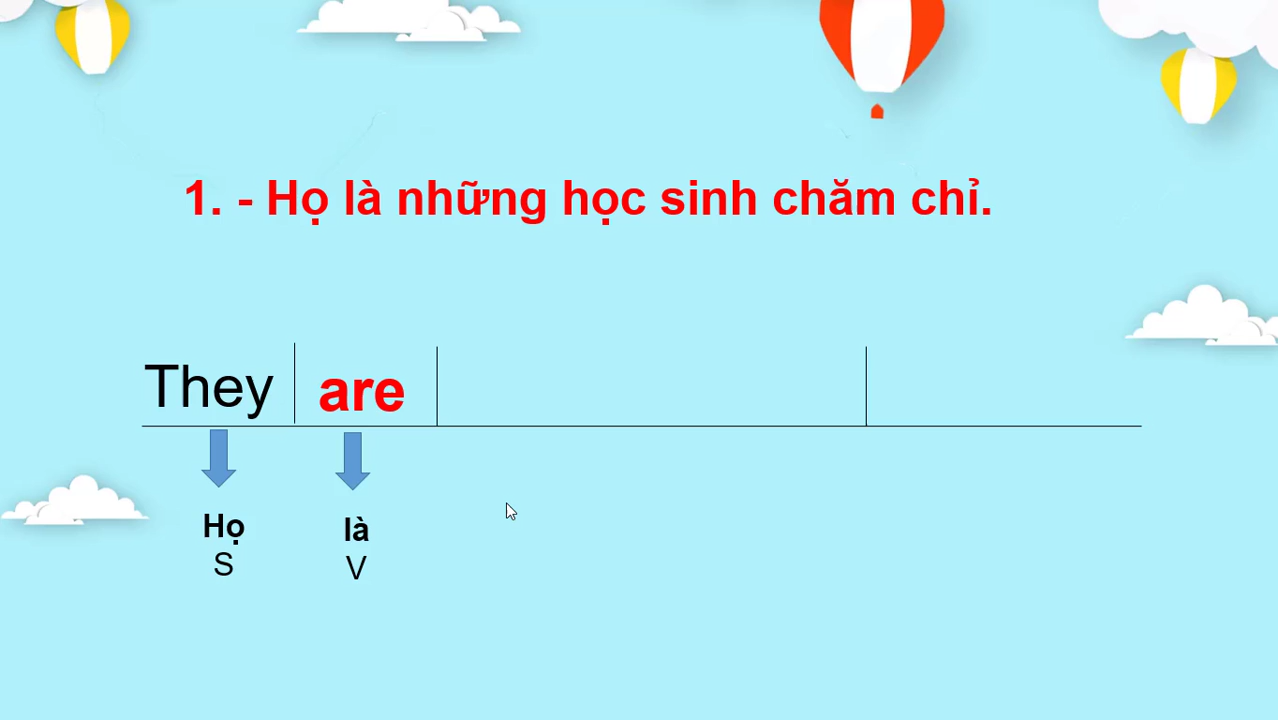 1. - Họ là những học sinh chăm chỉ.
They are
Họ là
S V